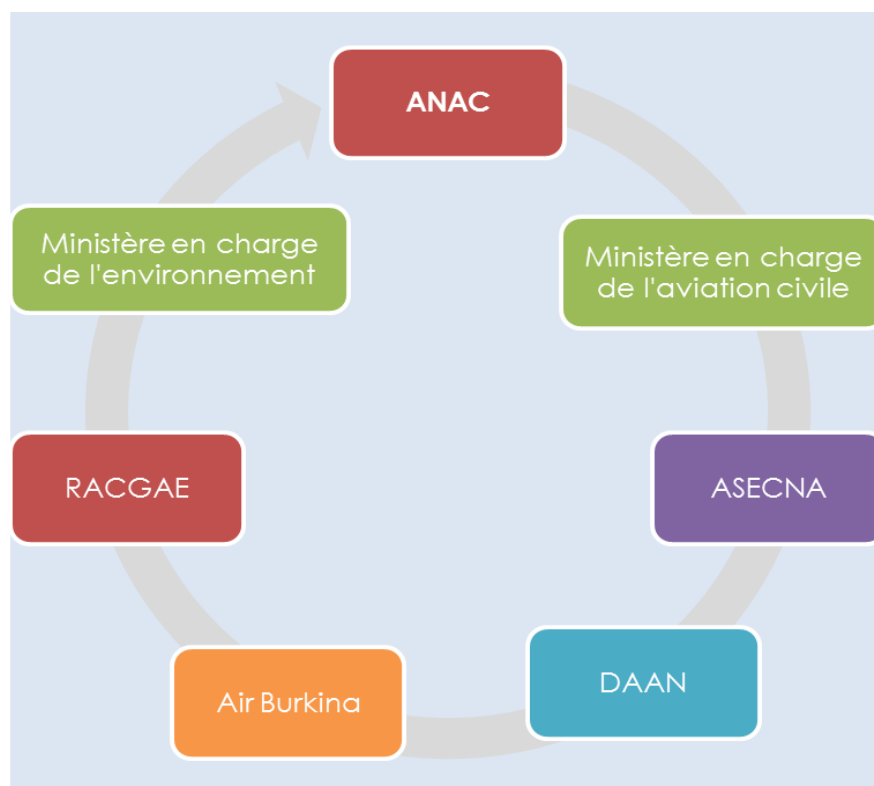 ANAC
Ministère en charge
de l'environnement
Ministère en charge
de l'aviation civile
RACGAE
ASECNA
Air Burkina
DAAN